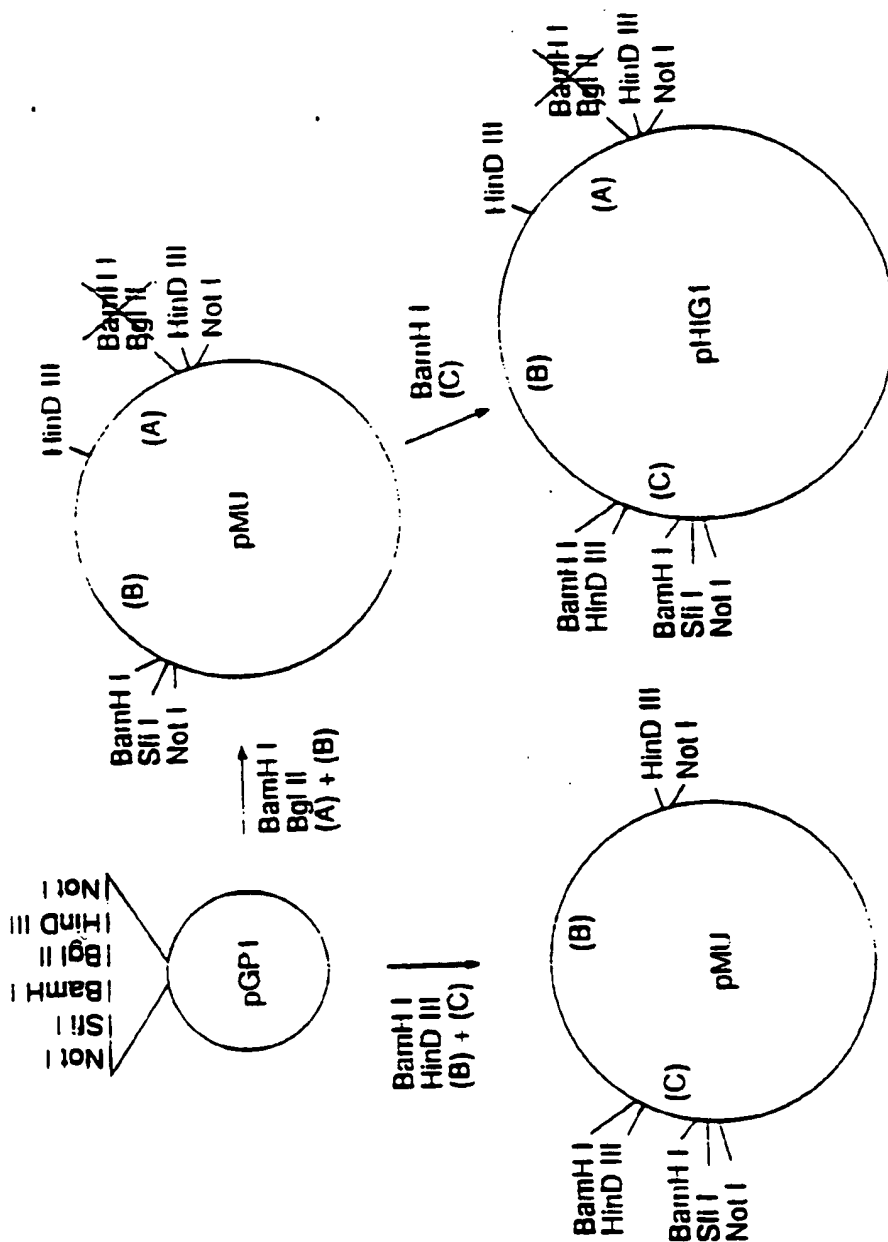 Not I
Sfi I
BamH I
Bgl II
HinD III
Not I
pGP1
BamH I
Bgl II
(A) + (B)
BamH I
Sfi I
Not I
(B)
pMU
(A)
HinD III
BamH I
Bgl II
HinD III
Not I
BamH I
HinD III
(B) + (C)
BamH I
(C)
BamH I
HinD III
(C)
BamH I
Sfi I
Not I
(B)
pMU
HinD III
Not I
BamH I
HinD III
(C)
BamH I
Sfi I
Not I
(B)
pHIG1
(A)
HinD III
BamH I
Bgl II
HinD III
Not I